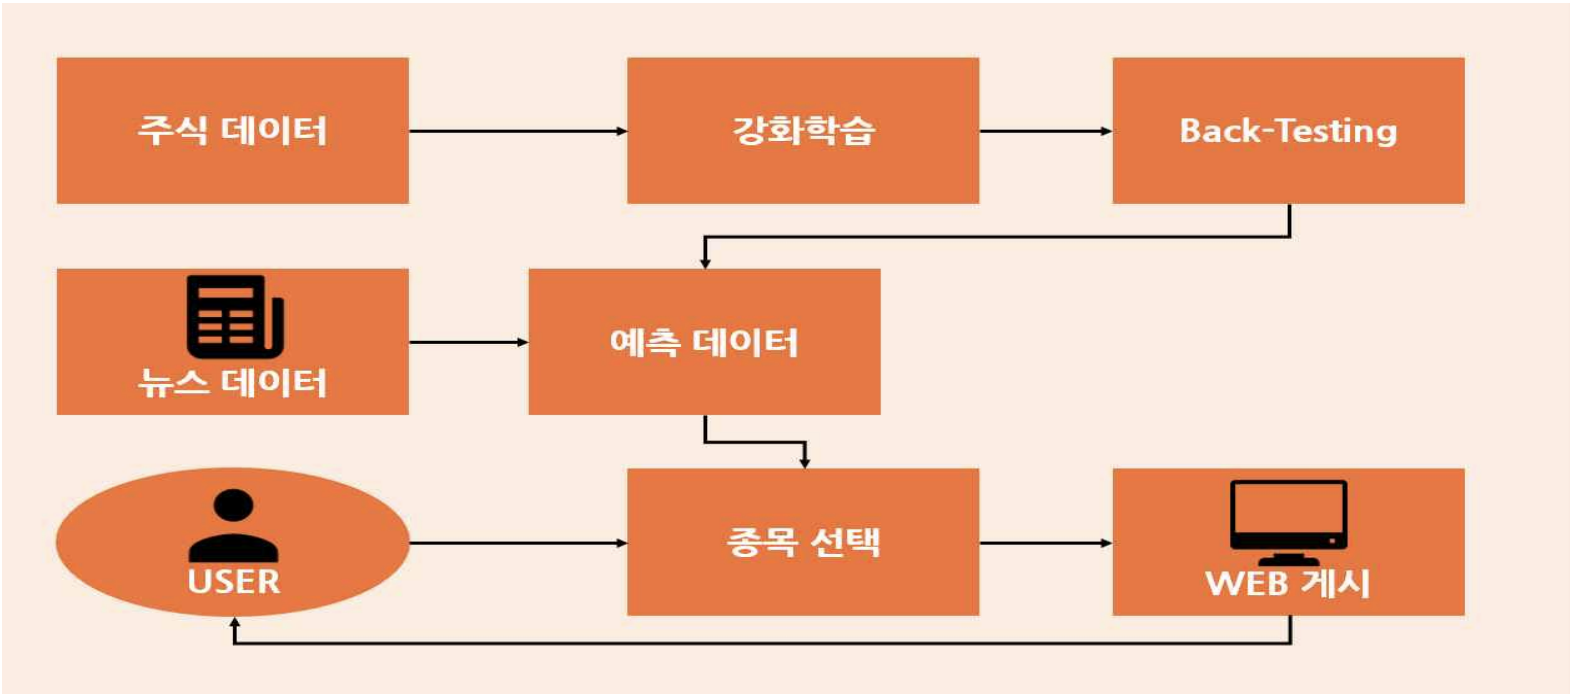 주식 데이터
강화학습
Back-Testing
뉴스 데이터
예측 데이터
USER
종목 선택
WEB 게시